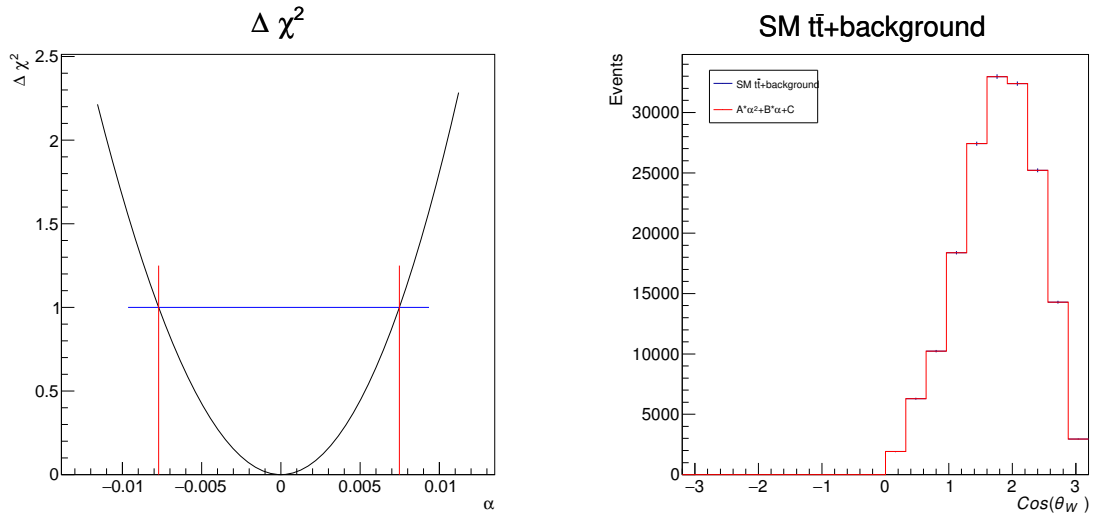 Δ χ²
Δ χ²
2.5
2
1.5
1
0.5
0
−0.01 −0.005 0 0.005 0.01
α
SM tt̄+background
Events
SM tt̄+background
A*α²+B*α+C
30000
25000
20000
15000
10000
5000
0
−3 −2 −1 0 1 2 3
Cos(θ_W)